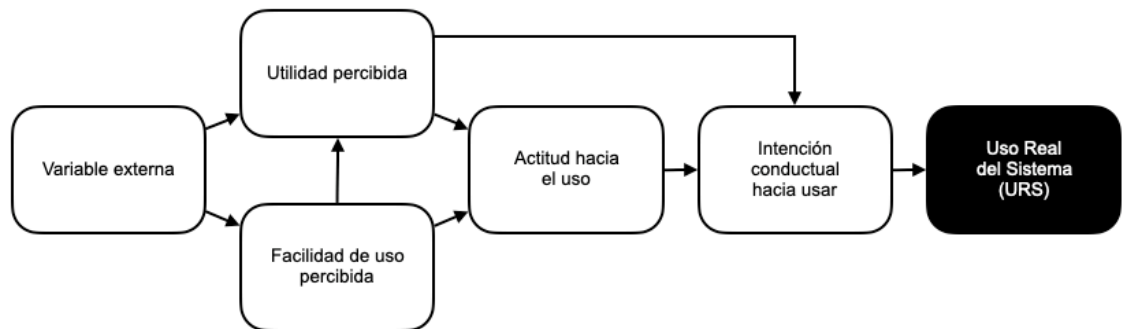 Utilidad percibida
Variable externa
Facilidad de uso
percibida
Actitud hacia
el uso
Intención
conductual
hacia usar
Uso Real
del Sistema
(URS)